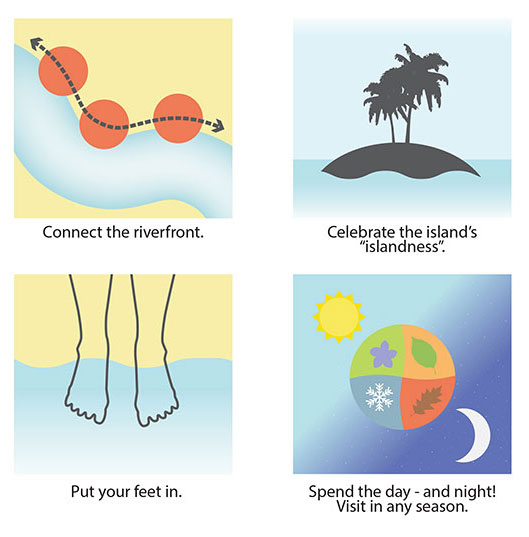 Connect the riverfront.
Celebrate the island's
"islandness".
Put your feet in.
Spend the day - and night!
Visit in any season.